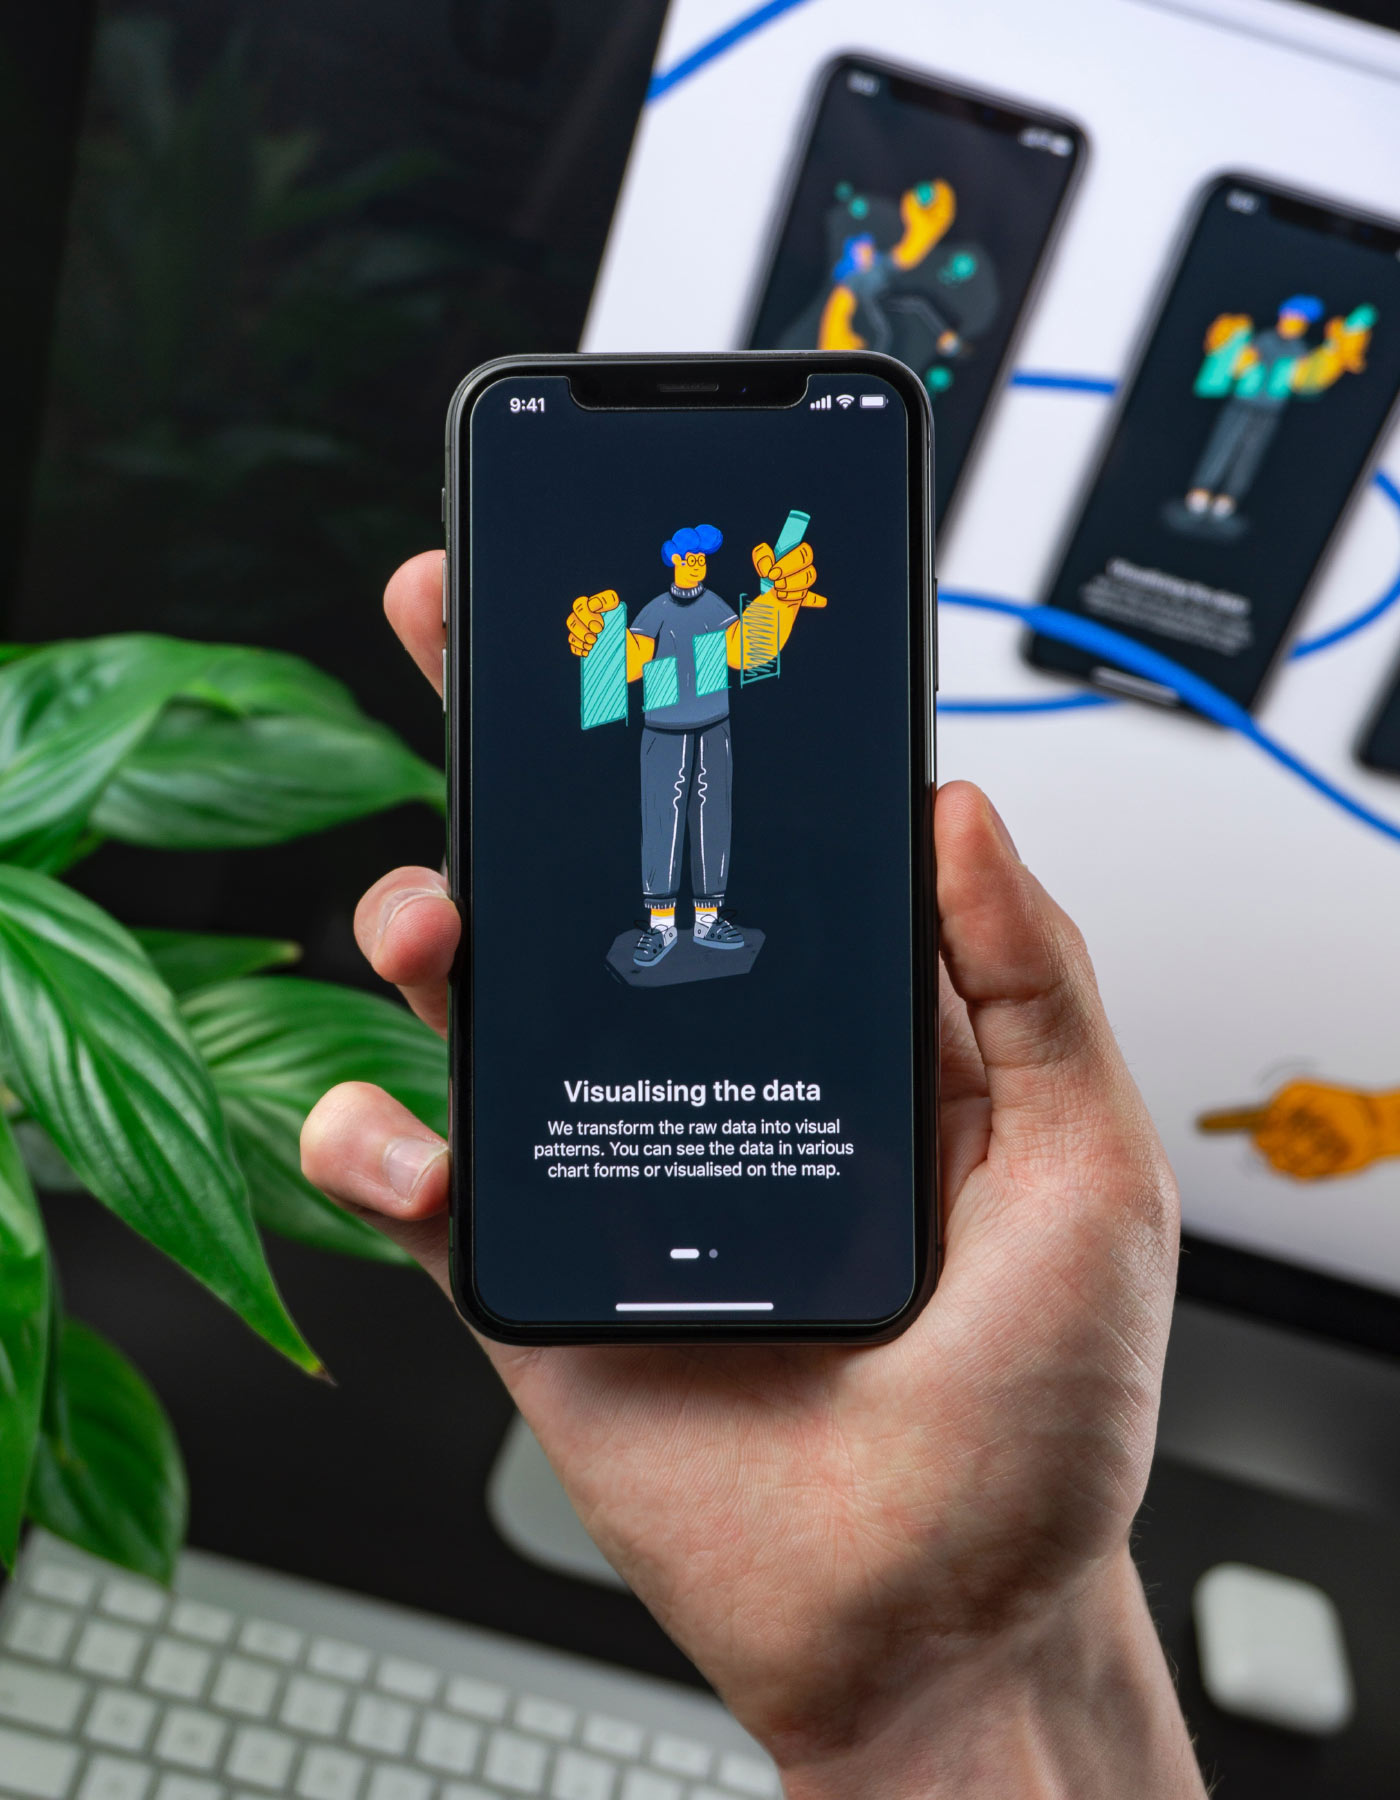 9:41
Visualising the data
We transform the raw data into visual
patterns. You can see the data in various
chart forms or visualised on the map.